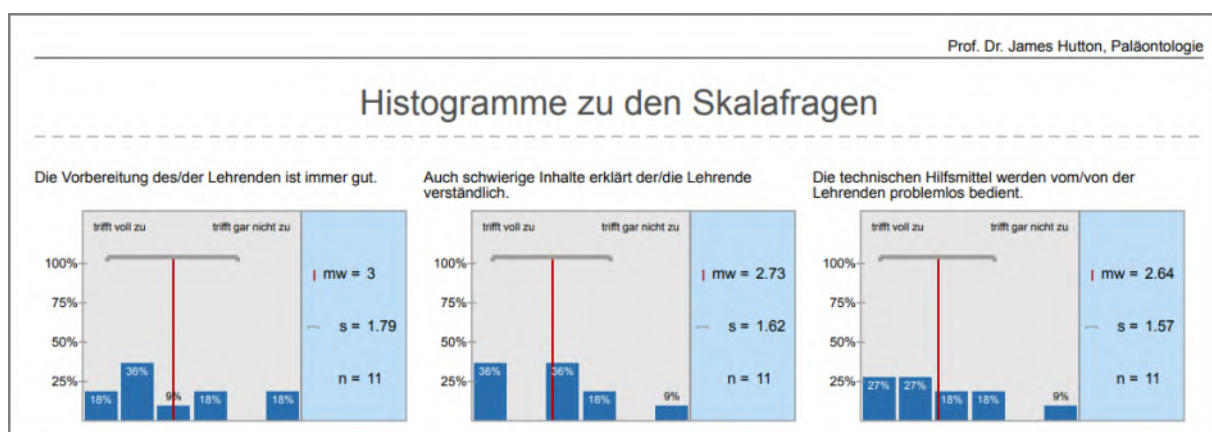 Prof. Dr. James Hutton, Paläontologie
Histogramme zu den Skalafragen
Die Vorbereitung des/der Lehrenden ist immer gut.
trifft voll zu trifft gar nicht zu
100%
75%
50%
25%
18% 36% 9% 18% 18%
mw = 3
s = 1.79
n = 11
Auch schwierige Inhalte erklärt der/die Lehrende
verständlich.
trifft voll zu trifft gar nicht zu
100%
75%
50%
25%
36% 36% 18% 9%
mw = 2.73
s = 1.62
n = 11
Die technischen Hilfsmittel werden vom/von der
Lehrenden problemlos bedient.
trifft voll zu trifft gar nicht zu
100%
75%
50%
25%
27% 27% 18% 18% 9%
mw = 2.64
s = 1.57
n = 11